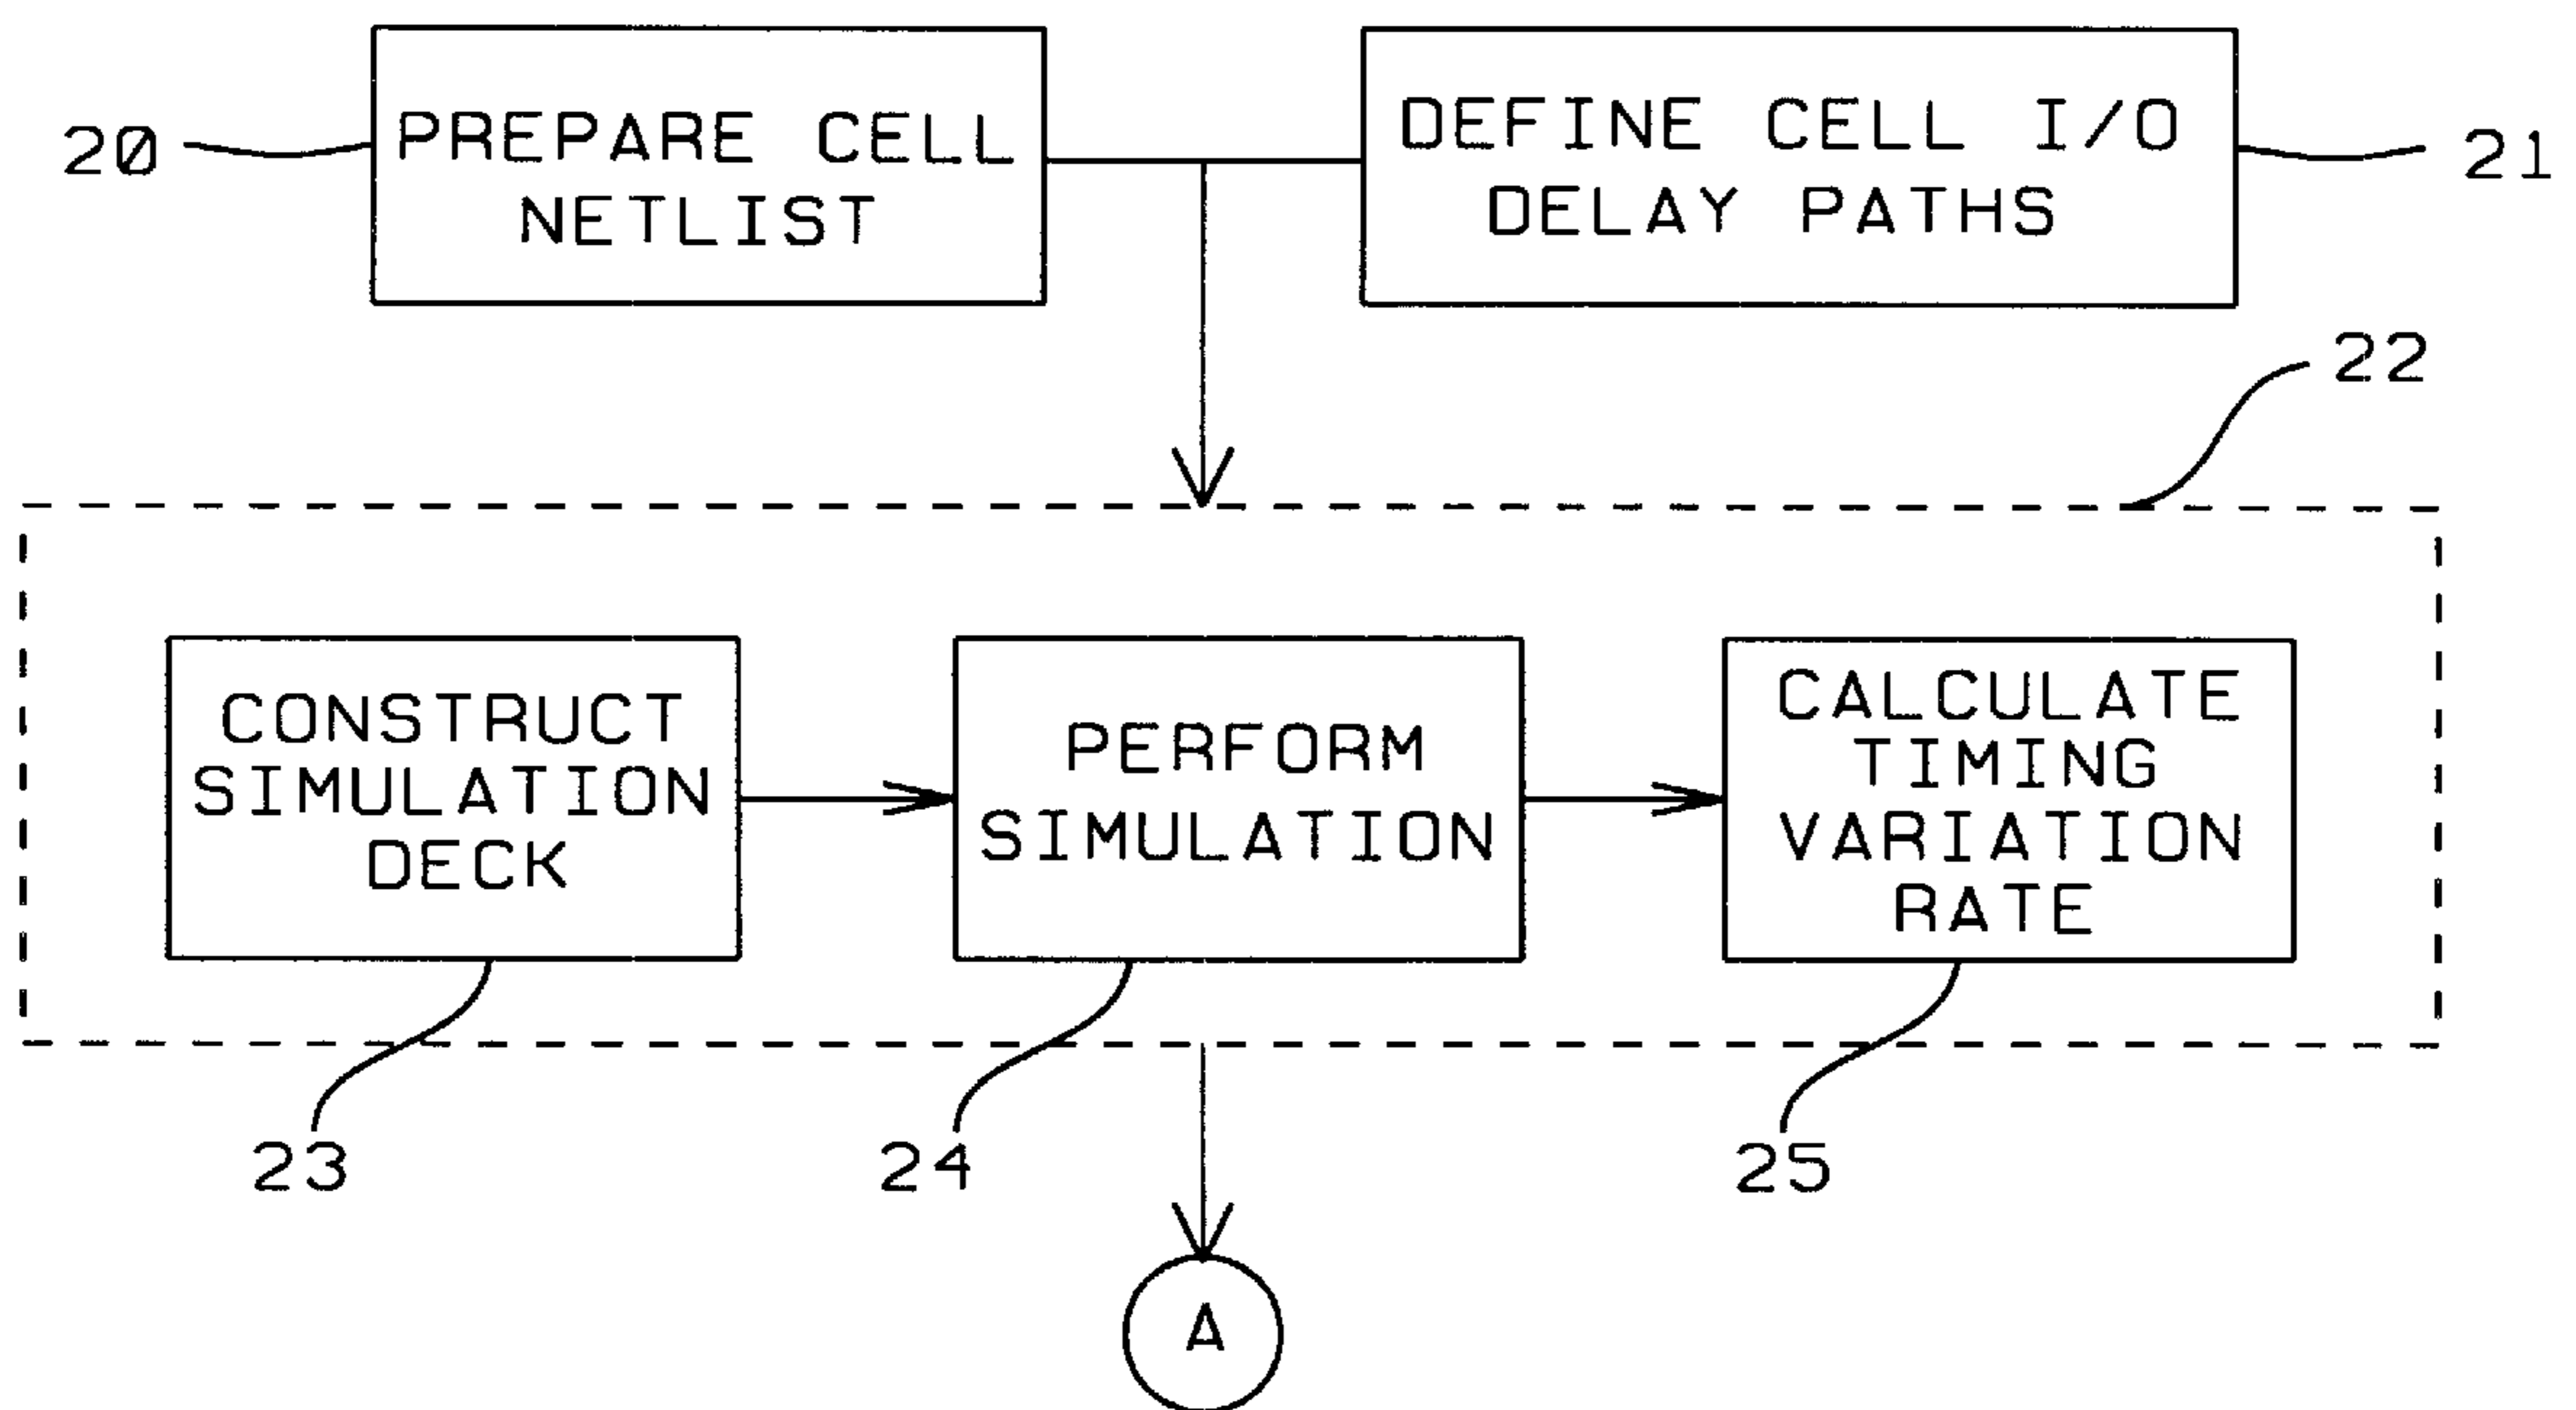 20
PREPARE CELL
NETLIST
DEFINE CELL I/O
DELAY PATHS
21
22
CONSTRUCT
SIMULATION
DECK
PERFORM
SIMULATION
CALCULATE
TIMING
VARIATION
RATE
23
24
25
A